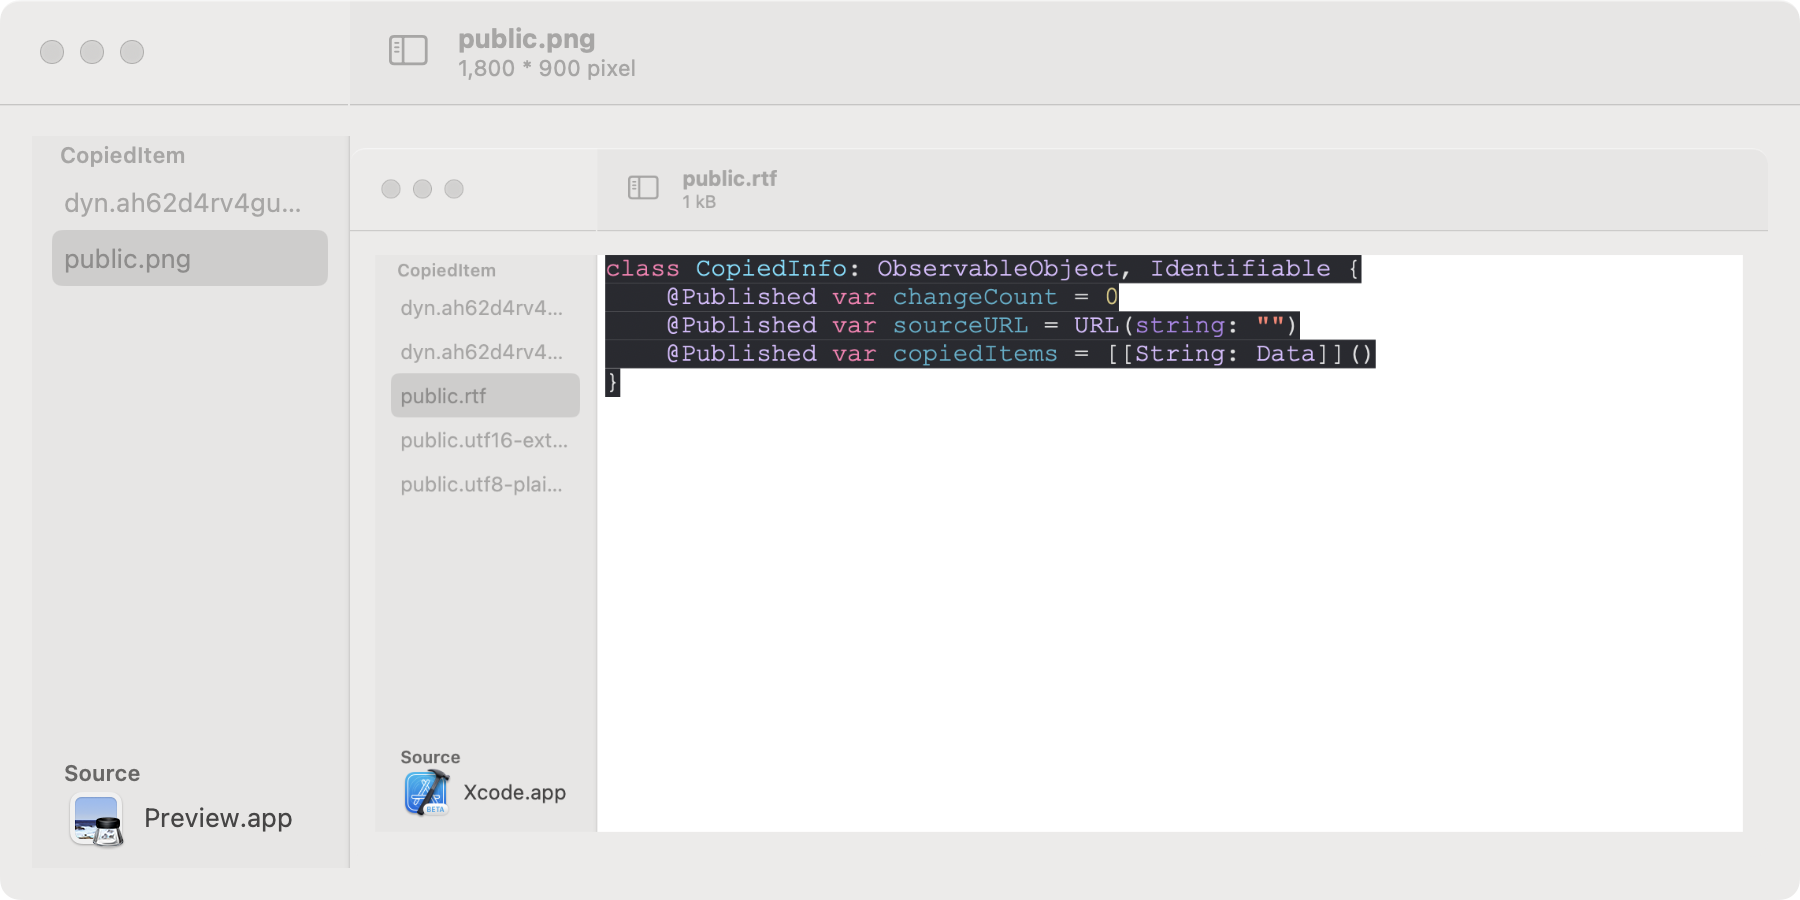 public.png
1,800 * 900 pixel
CopiedItem
dyn.ah62d4rv4gu...
public.png
Source
Preview.app
public.rtf
1 kB
CopiedItem
dyn.ah62d4rv4...
dyn.ah62d4rv4...
public.rtf
public.utf16-ext...
public.utf8-plai...
Source
BETA
Xcode.app
class CopiedInfo: ObservableObject, Identifiable {
    @Published var changeCount = 0
    @Published var sourceURL = URL(string: "")
    @Published var copiedItems = [[String: Data]]()
}